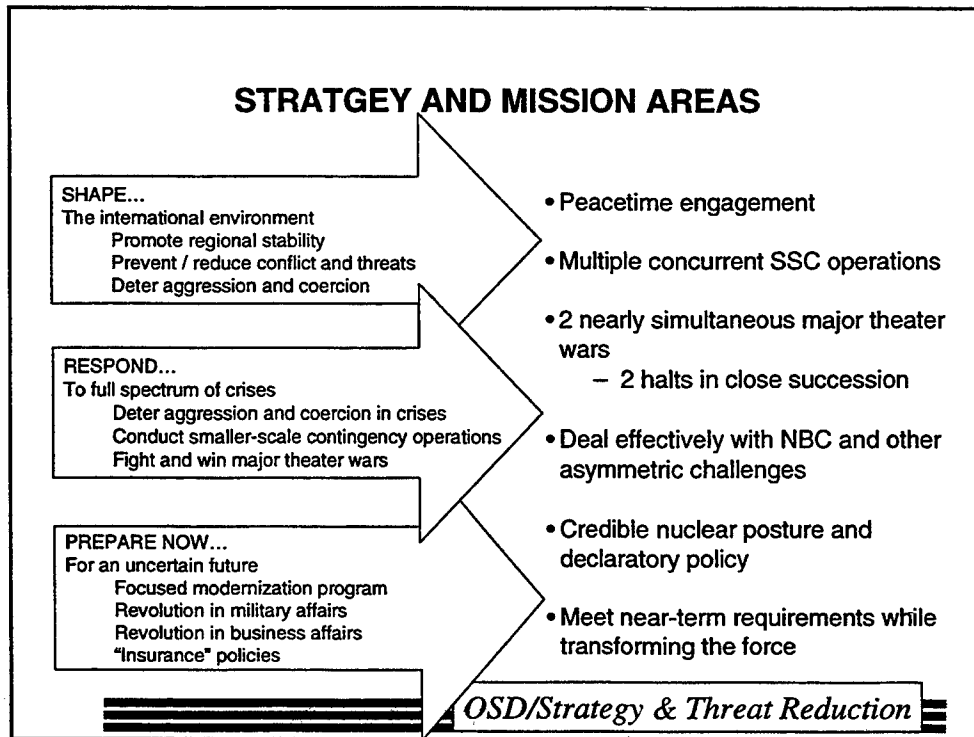 STRATGEY AND MISSION AREAS
SHAPE...
The international environment
Promote regional stability
Prevent / reduce conflict and threats
Deter aggression and coercion
RESPOND...
To full spectrum of crises
Deter aggression and coercion in crises
Conduct smaller-scale contingency operations
Fight and win major theater wars
PREPARE NOW...
For an uncertain future
Focused modernization program
Revolution in military affairs
Revolution in business affairs
"Insurance" policies
• Peacetime engagement
• Multiple concurrent SSC operations
• 2 nearly simultaneous major theater
wars
– 2 halts in close succession
• Deal effectively with NBC and other
asymmetric challenges
• Credible nuclear posture and
declaratory policy
• Meet near-term requirements while
transforming the force
OSD/Strategy & Threat Reduction